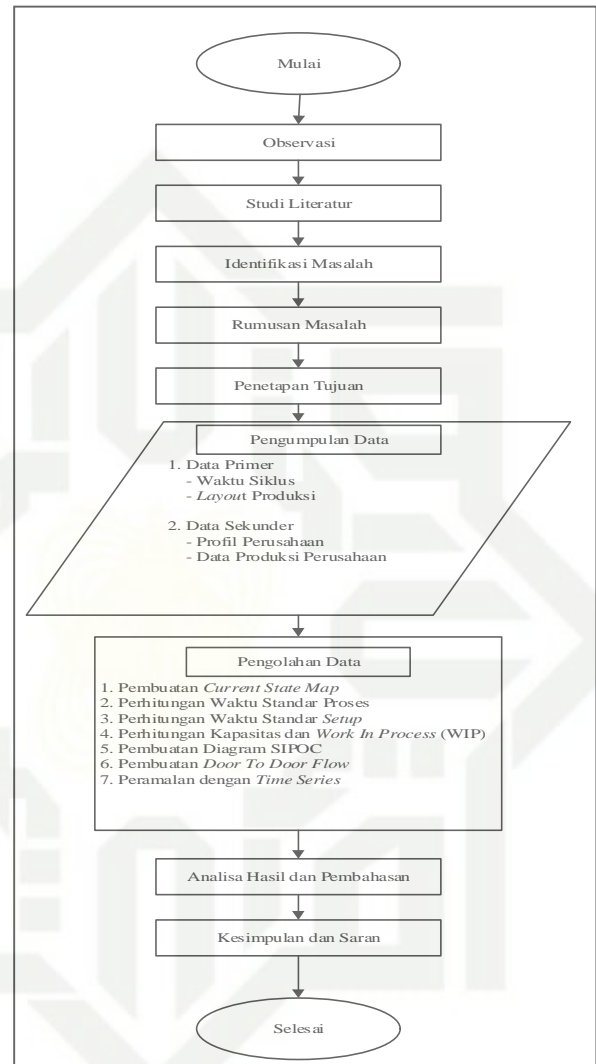 Mulai
Observasi
Studi Literatur
Identifikasi Masalah
Rumusan Masalah
Penetapan Tujuan
Pengumpulan Data
1. Data Primer
- Waktu Siklus
- Layout Produksi
2. Data Sekunder
- Profil Perusahaan
- Data Produksi Perusahaan
Pengolahan Data
1. Pembuatan Current State Map
2. Perhitungan Waktu Standar Proses
3. Perhitungan Waktu Standar Setup
4. Perhitungan Kapasitas dan Work In Process (WIP)
5. Pembuatan Diagram SIPOC
6. Pembuatan Door To Door Flow
7. Peramalan dengan Time Series
Analisa Hasil dan Pembahasan
Kesimpulan dan Saran
Selesai